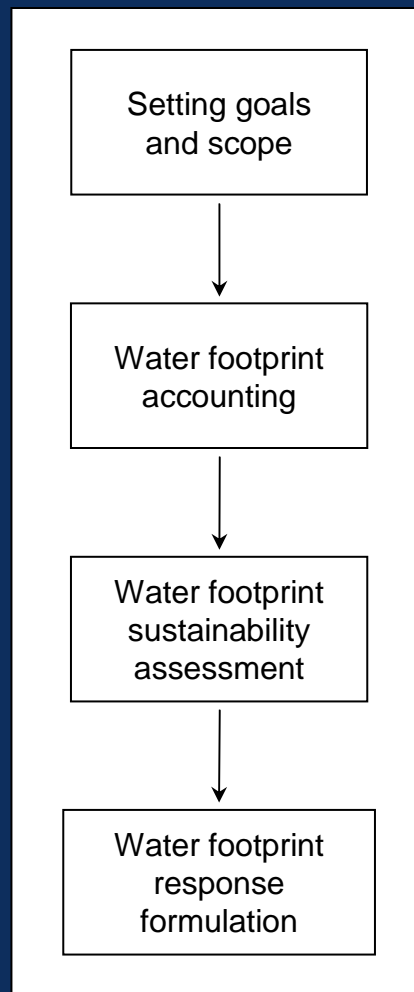 Setting goals
and scope
Water footprint
accounting
Water footprint
sustainability
assessment
Water footprint
response
formulation